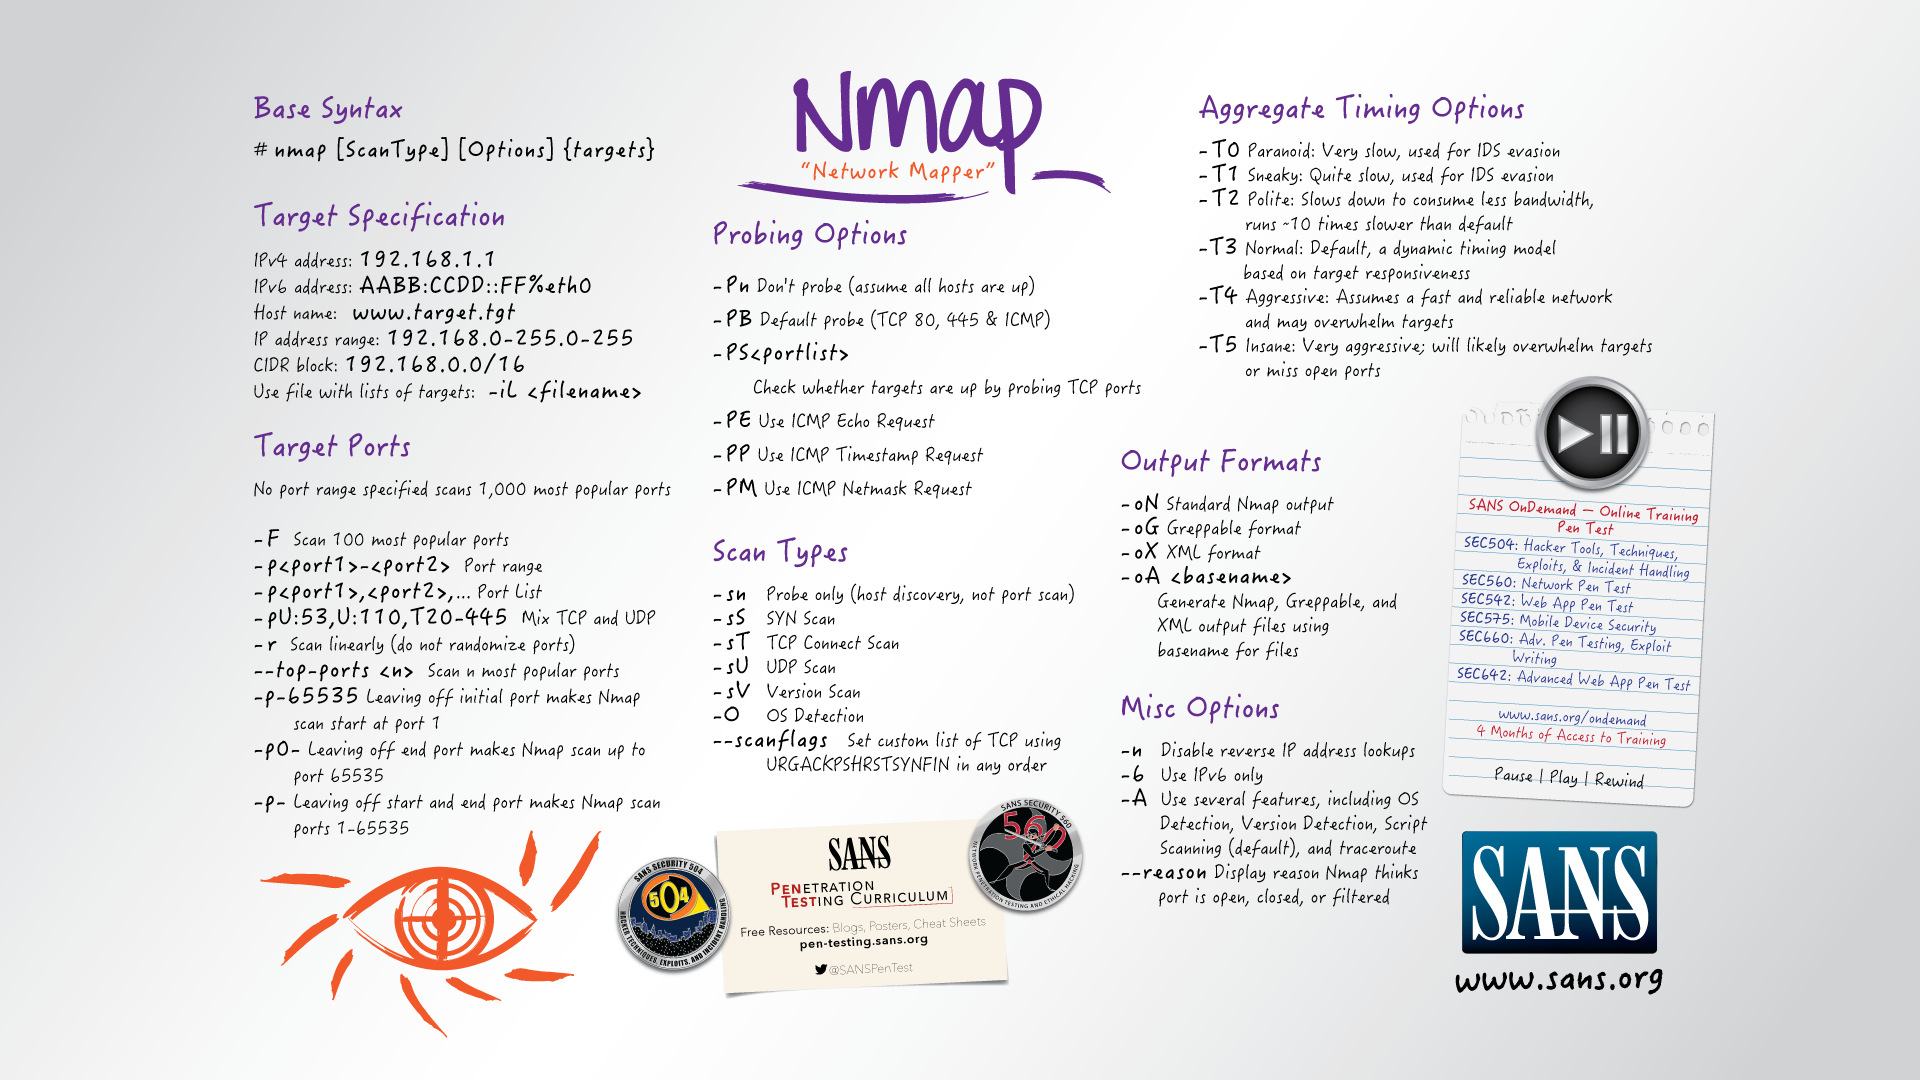 Base Syntax
# nmap [ScanType] [Options] {targets}
Target Specification
IPv4 address: 192.168.1.1
IPv6 address: AABB:CCDD::FF%eth0
Host name: www.target.tgt
IP address range: 192.168.0-255.0-255
CIDR block: 192.168.0.0/16
Use file with lists of targets: -iL <filename>
Target Ports
No port range specified scans 1,000 most popular ports
-F Scan 100 most popular ports
-p<port1>-<port2> Port range
-p<port1>,<port2>,... Port List
-pU:53,U:110,T20-445 Mix TCP and UDP
-r Scan linearly (do not randomize ports)
--top-ports <n> Scan n most popular ports
-p-65535 Leaving off initial port makes Nmap
scan start at port 1
-p0- Leaving off end port makes Nmap scan up to
port 65535
-p- Leaving off start and end port makes Nmap scan
ports 1-65535
Nmap
"Network Mapper"
Probing Options
-Pn Don't probe (assume all hosts are up)
-PB Default probe (TCP 80, 445 & ICMP)
-PS<portlist>
Check whether targets are up by probing TCP ports
-PE Use ICMP Echo Request
-PP Use ICMP Timestamp Request
-PM Use ICMP Netmask Request
Scan Types
-sn Probe only (host discovery, not port scan)
-sS SYN Scan
-sT TCP Connect Scan
-sU UDP Scan
-sV Version Scan
-O OS Detection
--scanflags Set custom list of TCP using
URGACKPSHRSTSYNFIN in any order
SANS SECURITY 504
504
HACKER TECHNIQUES, EXPLOITS, AND INCIDENT HANDLING
SANS
PENETRATION
TESTING CURRICULUM
Free Resources: Blogs, Posters, Cheat Sheets
pen-testing.sans.org
@SANSPenTest
SANS SECURITY 560
560
NETWORK PENETRATION TESTING AND ETHICAL HACKING
Aggregate Timing Options
-T0 Paranoid: Very slow, used for IDS evasion
-T1 Sneaky: Quite slow, used for IDS evasion
-T2 Polite: Slows down to consume less bandwidth,
runs ~10 times slower than default
-T3 Normal: Default, a dynamic timing model
based on target responsiveness
-T4 Aggressive: Assumes a fast and reliable network
and may overwhelm targets
-T5 Insane: Very aggressive; will likely overwhelm targets
or miss open ports
Output Formats
-oN Standard Nmap output
-oG Greppable format
-oX XML format
-oA <basename>
Generate Nmap, Greppable, and
XML output files using
basename for files
Misc Options
-n Disable reverse IP address lookups
-6 Use IPv6 only
-A Use several features, including OS
Detection, Version Detection, Script
Scanning (default), and traceroute
--reason Display reason Nmap thinks
port is open, closed, or filtered
SANS OnDemand – Online Training
Pen Test
SEC504: Hacker Tools, Techniques,
Exploits, & Incident Handling
SEC560: Network Pen Test
SEC542: Web App Pen Test
SEC575: Mobile Device Security
SEC660: Adv. Pen Testing, Exploit
Writing
SEC642: Advanced Web App Pen Test
www.sans.org/ondemand
4 Months of Access to Training
Pause | Play | Rewind
SANS
www.sans.org